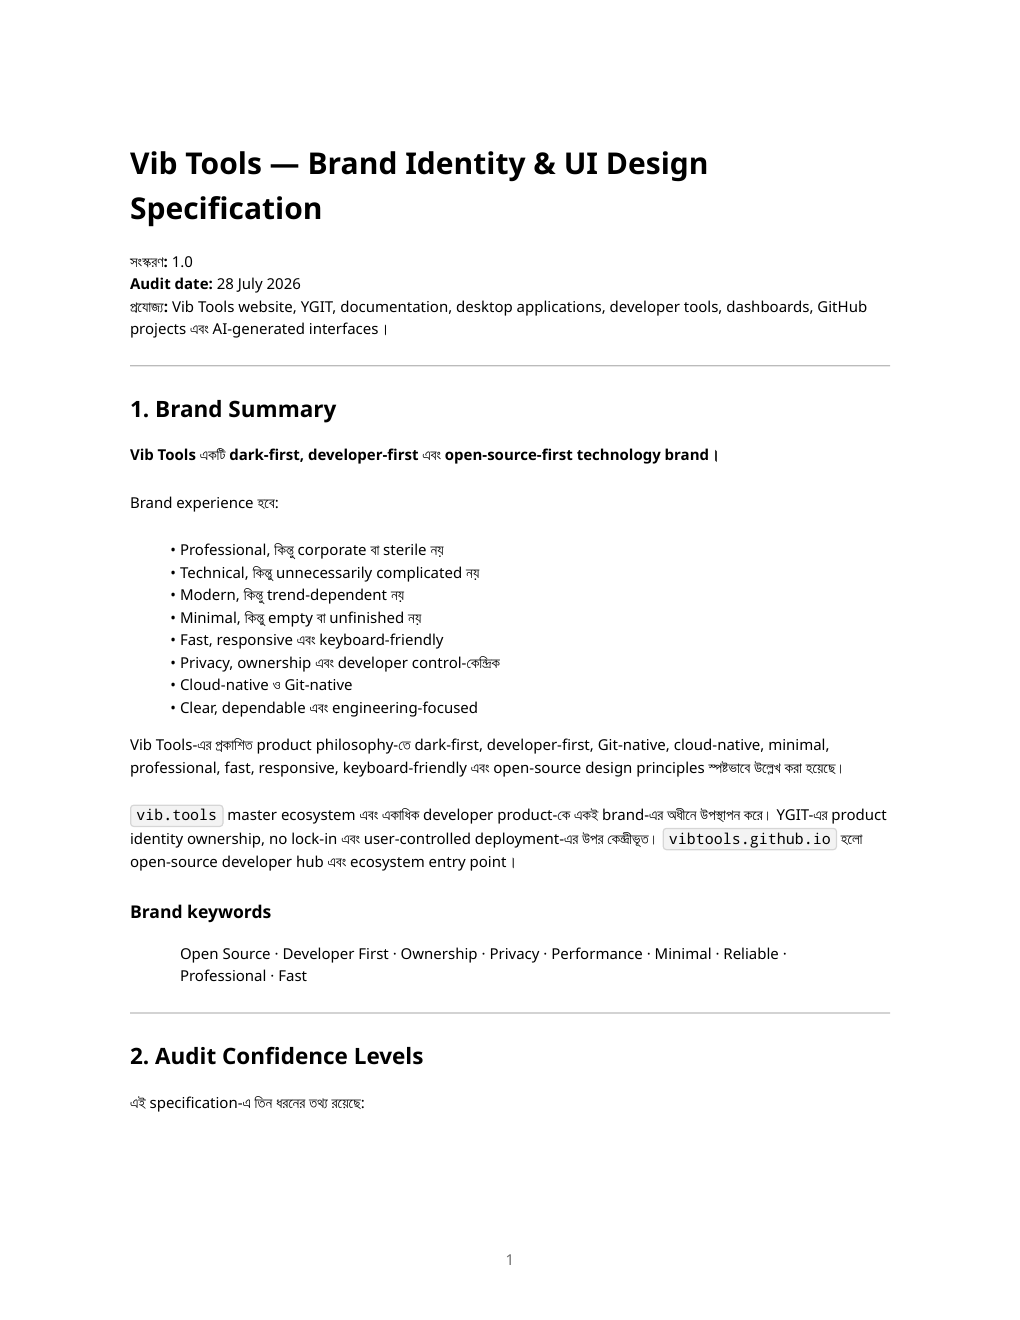 Vib Tools — Brand Identity & UI Design
Specification
সংস্করণ: 1.0
Audit date: 28 July 2026
প্রযোজ্য: Vib Tools website, YGIT, documentation, desktop applications, developer tools, dashboards, GitHub
projects এবং AI-generated interfaces।
1. Brand Summary
Vib Tools একটি dark-first, developer-first এবং open-source-first technology brand।
Brand experience হবে:
• Professional, কিন্তু corporate বা sterile নয়
• Technical, কিন্তু unnecessarily complicated নয়
• Modern, কিন্তু trend-dependent নয়
• Minimal, কিন্তু empty বা unfinished নয়
• Fast, responsive এবং keyboard-friendly
• Privacy, ownership এবং developer control-কেন্দ্রিক
• Cloud-native ও Git-native
• Clear, dependable এবং engineering-focused
Vib Tools-এর প্রকাশিত product philosophy-তে dark-first, developer-first, Git-native, cloud-native, minimal,
professional, fast, responsive, keyboard-friendly এবং open-source design principles স্পষ্টভাবে উল্লেখ করা হয়েছে।
vib.tools master ecosystem এবং একাধিক developer product-কে একই brand-এর অধীনে উপস্থাপন করে। YGIT-এর product
identity ownership, no lock-in এবং user-controlled deployment-এর উপর কেন্দ্রীভূত। vibtools.github.io হলো
open-source developer hub এবং ecosystem entry point।
Brand keywords
Open Source · Developer First · Ownership · Privacy · Performance · Minimal · Reliable ·
Professional · Fast
2. Audit Confidence Levels
এই specification-এ তিন ধরনের তথ্য রয়েছে:
1